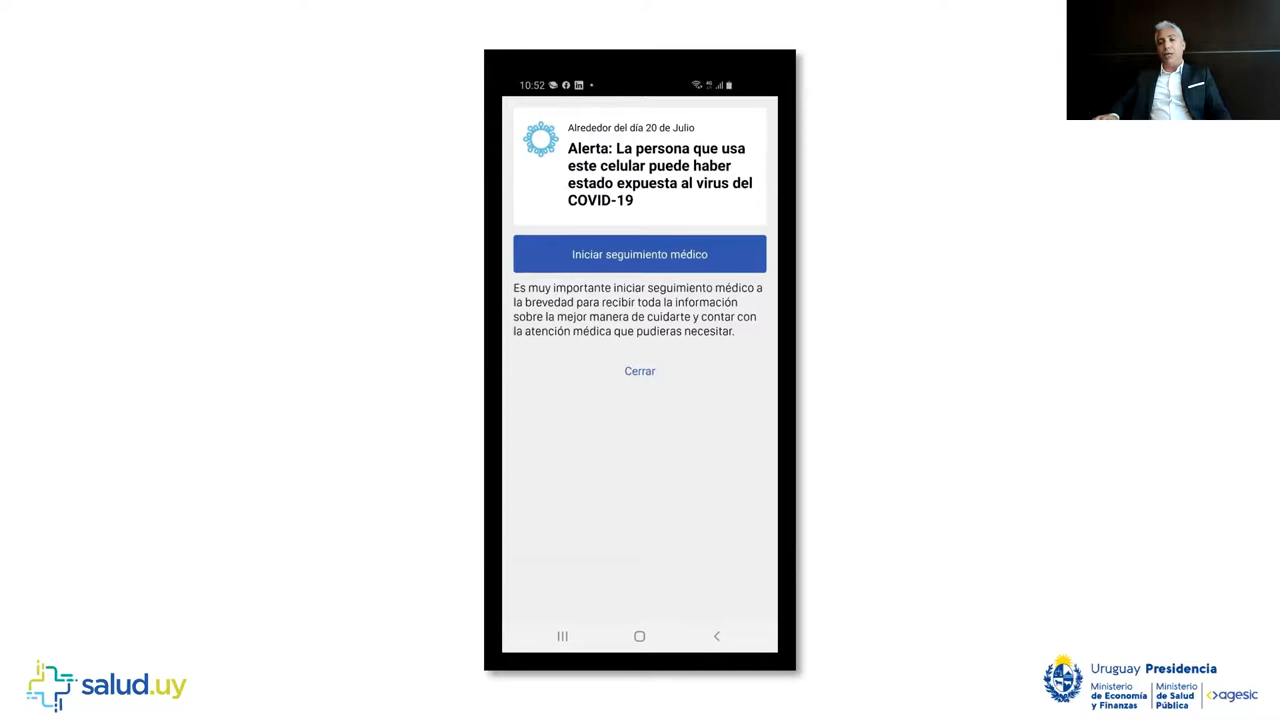 10:52
Alrededor del día 20 de Julio
Alerta: La persona que usa
este celular puede haber
estado expuesta al virus del
COVID-19
Iniciar seguimiento médico
Es muy importante iniciar seguimiento médico a
la brevedad para recibir toda la información
sobre la mejor manera de cuidarte y contar con
la atención médica que pudieras necesitar.
Cerrar
salud.uy
Uruguay Presidencia
Ministerio
de Economía
y Finanzas
Ministerio
de Salud
Pública
agesic